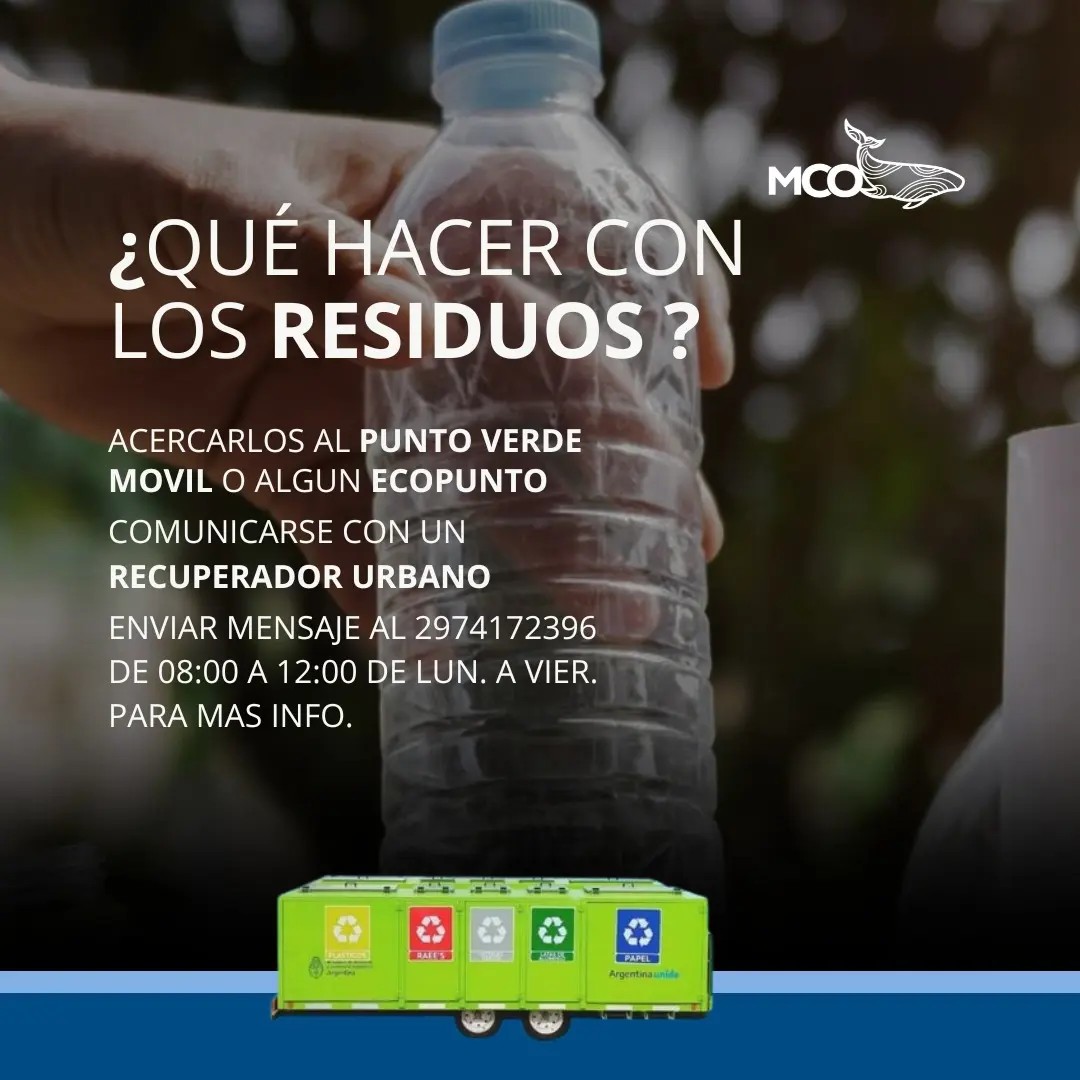 MCO
¿QUÉ HACER CON
LOS RESIDUOS ?
ACERCARLOS AL PUNTO VERDE
MOVIL O ALGUN ECOPUNTO
COMUNICARSE CON UN
RECUPERADOR URBANO
ENVIAR MENSAJE AL 2974172396
DE 08:00 A 12:00 DE LUN. A VIER.
PARA MAS INFO.
PLASTICOS
RAEE'S
PAPEL
Argentina
Argentina unida